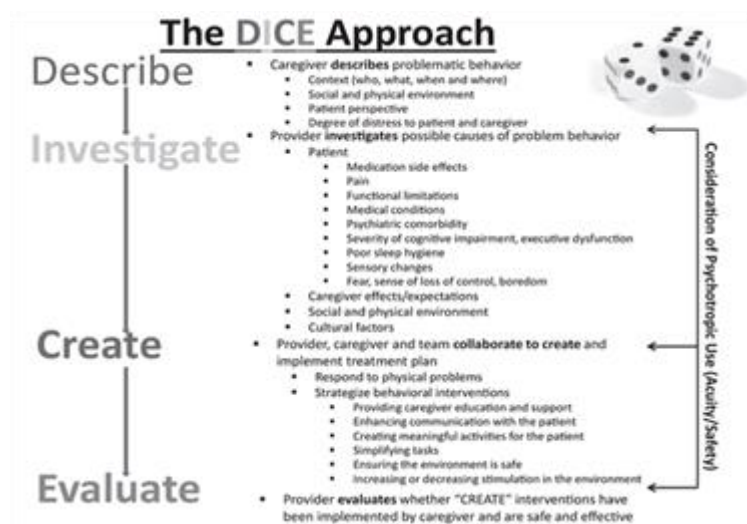 The DICE Approach
Describe
▪ Caregiver describes problematic behavior
▪ Context (who, what, when and where)
▪ Social and physical environment
▪ Patient perspective
▪ Degree of distress to patient and caregiver
Investigate
▪ Provider investigates possible causes of problem behavior
▪ Patient
▪ Medication side effects
▪ Pain
▪ Functional limitations
▪ Medical conditions
▪ Psychiatric comorbidity
▪ Severity of cognitive impairment, executive dysfunction
▪ Poor sleep hygiene
▪ Sensory changes
▪ Fear, sense of loss of control, boredom
▪ Caregiver effects/expectations
▪ Social and physical environment
▪ Cultural factors
Create
▪ Provider, caregiver and team collaborate to create and
implement treatment plan
▪ Respond to physical problems
▪ Strategize behavioral interventions
▪ Providing caregiver education and support
▪ Enhancing communication with the patient
▪ Creating meaningful activities for the patient
▪ Simplifying tasks
▪ Ensuring the environment is safe
▪ Increasing or decreasing stimulation in the environment
Evaluate
▪ Provider evaluates whether "CREATE" interventions have
been implemented by caregiver and are safe and effective
Consideration of Psychotropic Use (Acuity/Safety)